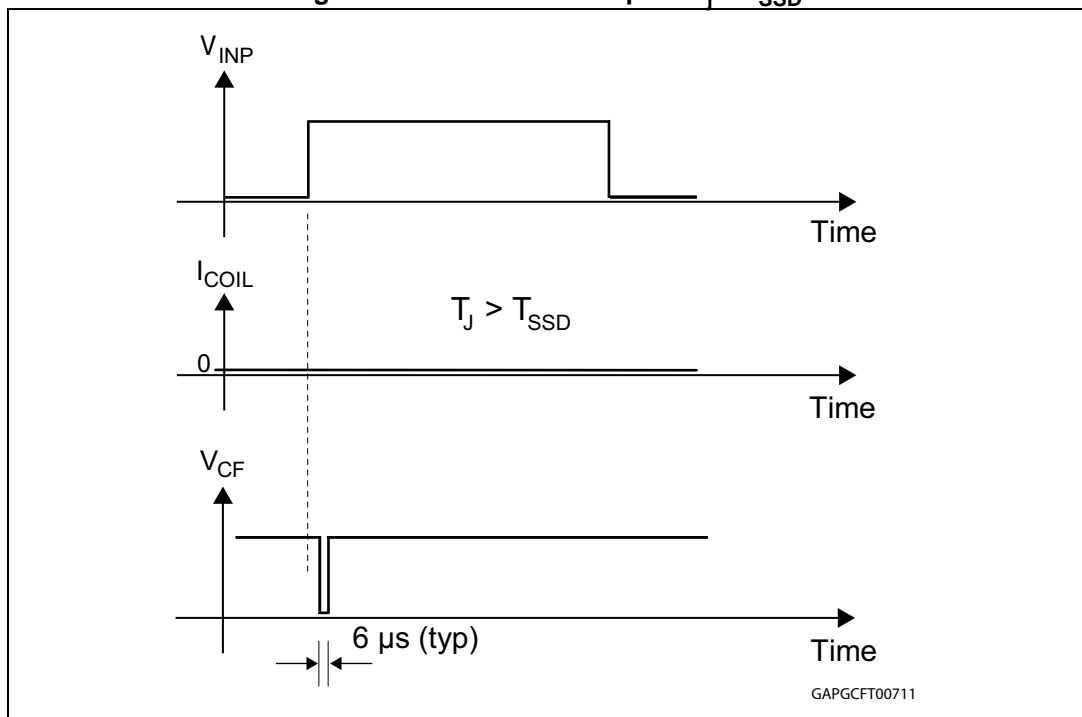 V_INP
Time
I_COIL
T_J > T_SSD
0
Time
V_CF
6 µs (typ)
Time
GAPGCFT00711